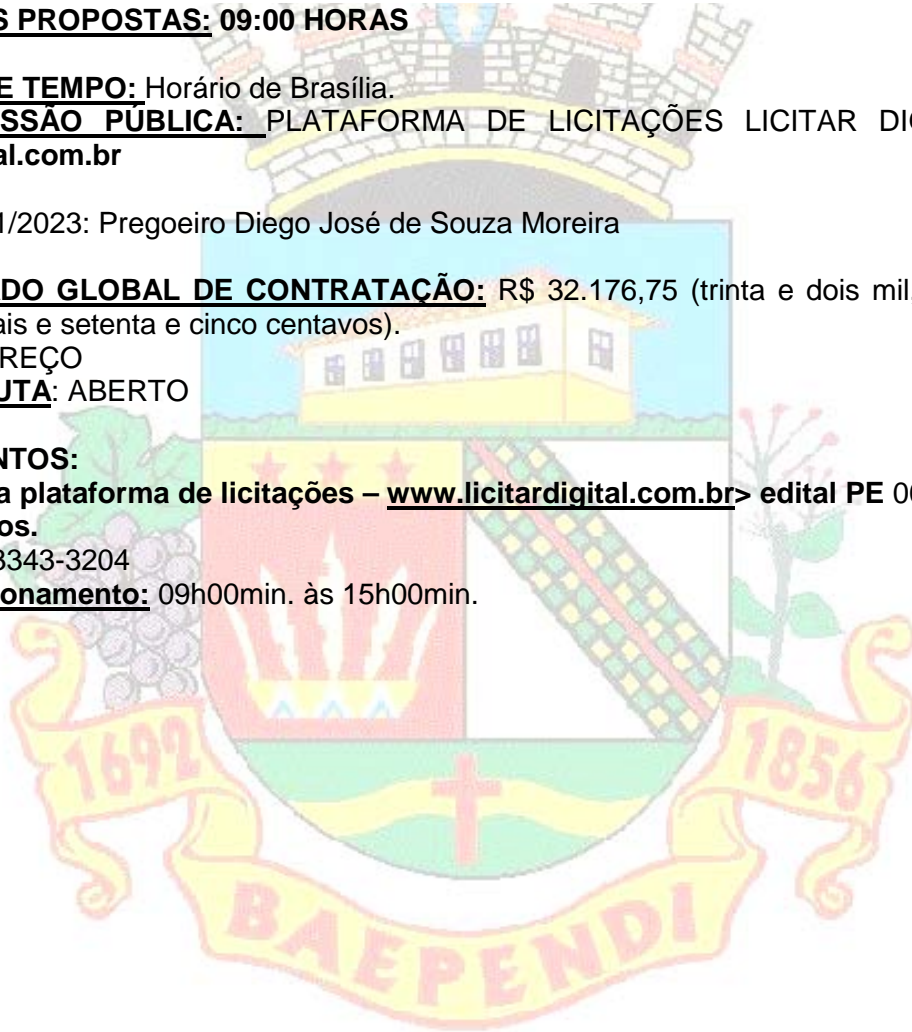 S PROPOSTAS: 09:00 HORAS
E TEMPO: Horário de Brasília.
SSÃO PÚBLICA: PLATAFORMA DE LICITAÇÕES LICITAR DIG
al.com.br
1/2023: Pregoeiro Diego José de Souza Moreira
DO GLOBAL DE CONTRATAÇÃO: R$ 32.176,75 (trinta e dois mil.
ais e setenta e cinco centavos).
REÇO
UTA: ABERTO
NTOS:
a plataforma de licitações – www.licitardigital.com.br> edital PE 00
os.
3343-3204
onamento: 09h00min. às 15h00min.
1692
1856
BAEPENDI